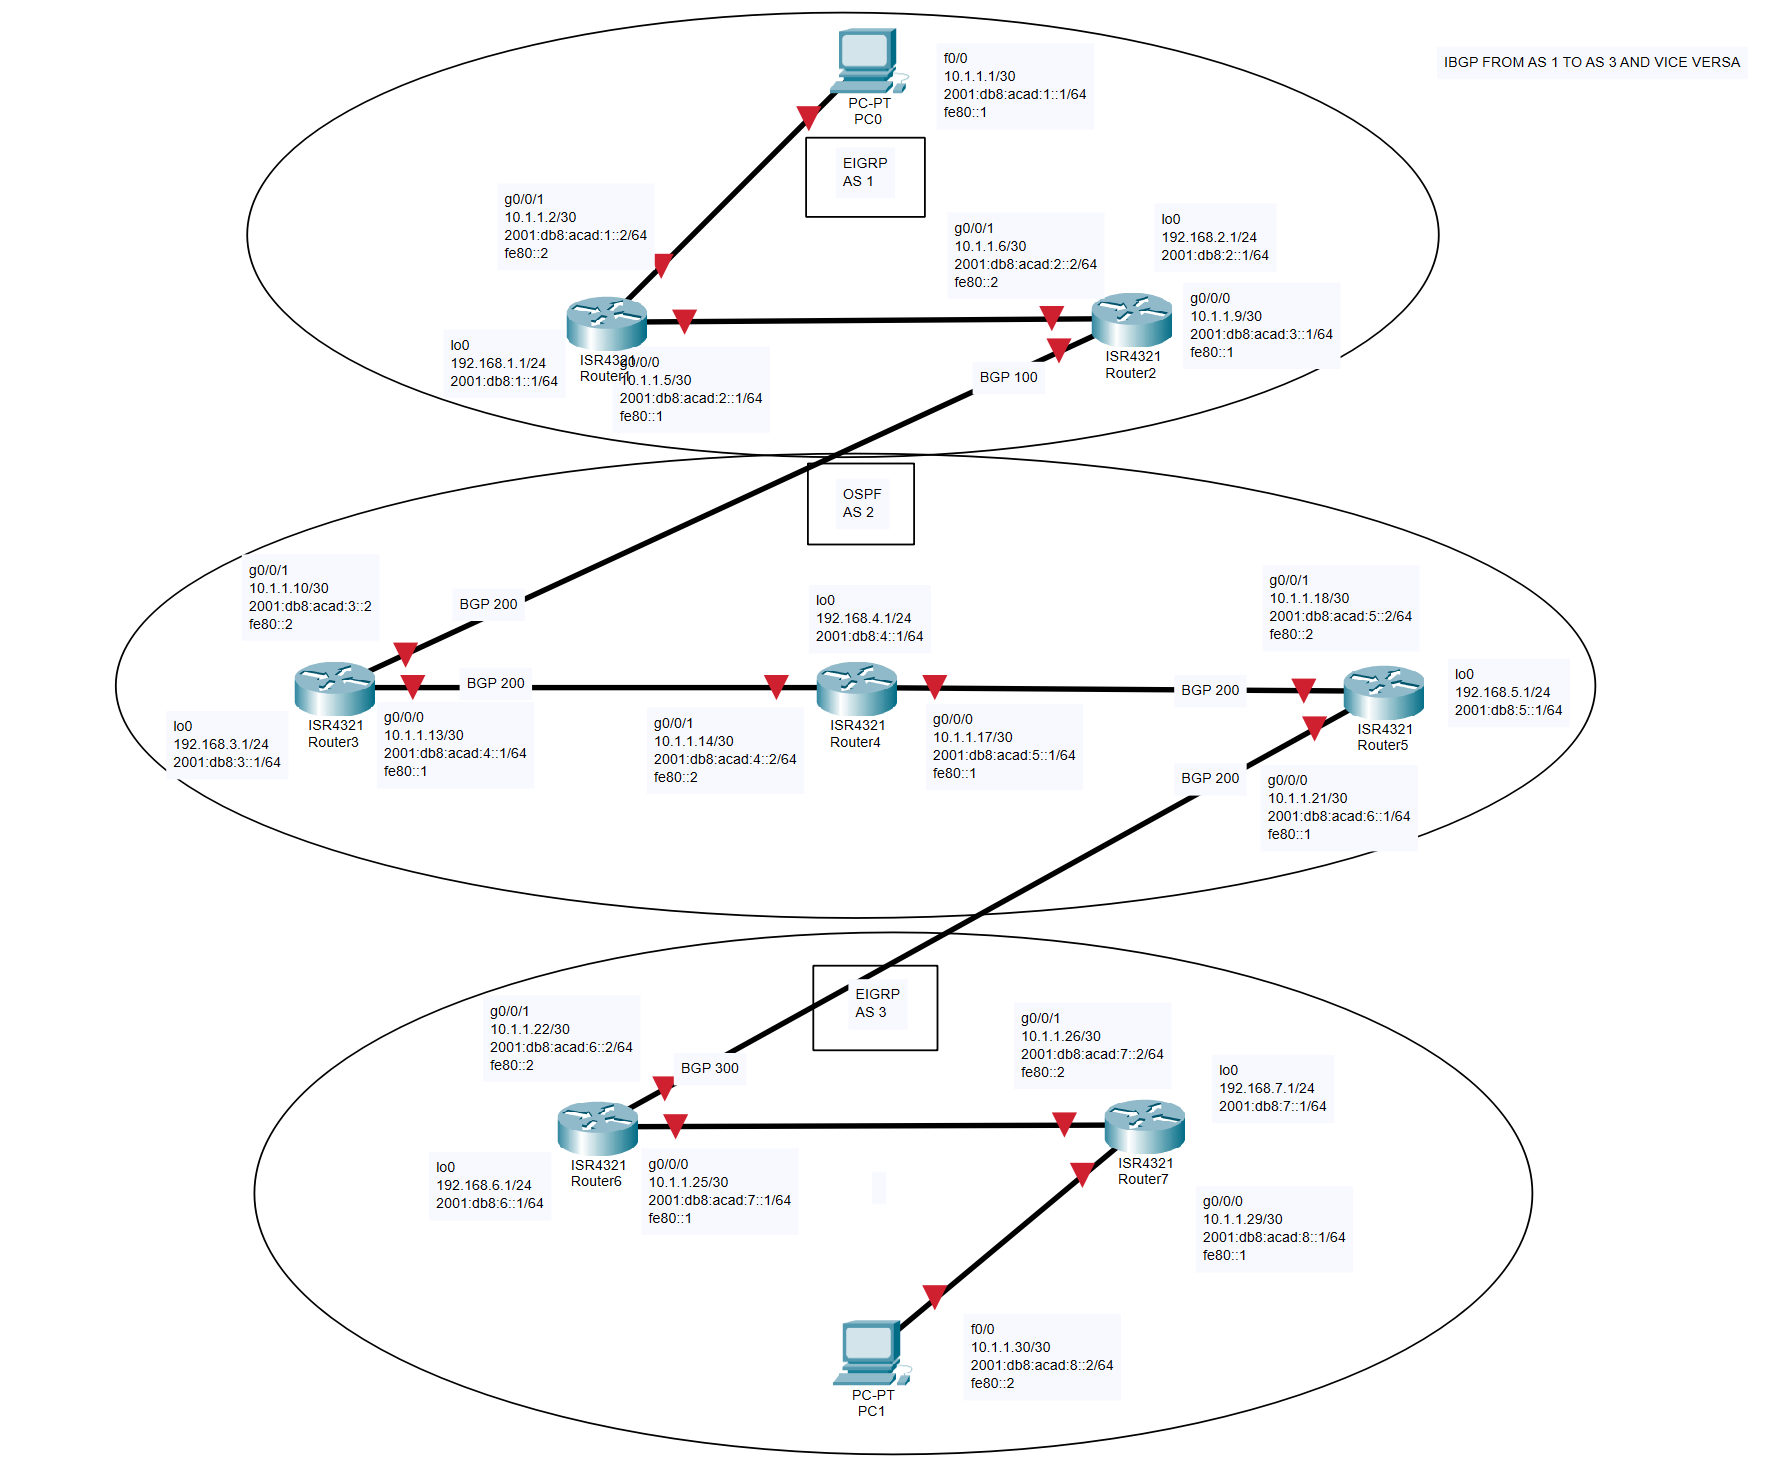 IBGP FROM AS 1 TO AS 3 AND VICE VERSA
PC-PT
PC0
f0/0
10.1.1.1/30
2001:db8:acad:1::1/64
fe80::1
EIGRP
AS 1
g0/0/1
10.1.1.2/30
2001:db8:acad:1::2/64
fe80::2
g0/0/1
10.1.1.6/30
2001:db8:acad:2::2/64
fe80::2
lo0
192.168.2.1/24
2001:db8:2::1/64
g0/0/0
10.1.1.9/30
2001:db8:acad:3::1/64
fe80::1
lo0
192.168.1.1/24
2001:db8:1::1/64
ISR4321
Router1
g0/0/0
10.1.1.5/30
2001:db8:acad:2::1/64
fe80::1
ISR4321
Router2
BGP 100
OSPF
AS 2
g0/0/1
10.1.1.10/30
2001:db8:acad:3::2
fe80::2
BGP 200
lo0
192.168.4.1/24
2001:db8:4::1/64
g0/0/1
10.1.1.18/30
2001:db8:acad:5::2/64
fe80::2
BGP 200
BGP 200
lo0
192.168.5.1/24
2001:db8:5::1/64
lo0
192.168.3.1/24
2001:db8:3::1/64
ISR4321
Router3
g0/0/0
10.1.1.13/30
2001:db8:acad:4::1/64
fe80::1
g0/0/1
10.1.1.14/30
2001:db8:acad:4::2/64
fe80::2
ISR4321
Router4
g0/0/0
10.1.1.17/30
2001:db8:acad:5::1/64
fe80::1
ISR4321
Router5
BGP 200
g0/0/0
10.1.1.21/30
2001:db8:acad:6::1/64
fe80::1
EIGRP
AS 3
g0/0/1
10.1.1.22/30
2001:db8:acad:6::2/64
fe80::2
BGP 300
g0/0/1
10.1.1.26/30
2001:db8:acad:7::2/64
fe80::2
lo0
192.168.7.1/24
2001:db8:7::1/64
lo0
192.168.6.1/24
2001:db8:6::1/64
ISR4321
Router6
g0/0/0
10.1.1.25/30
2001:db8:acad:7::1/64
fe80::1
ISR4321
Router7
g0/0/0
10.1.1.29/30
2001:db8:acad:8::1/64
fe80::1
f0/0
10.1.1.30/30
2001:db8:acad:8::2/64
fe80::2
PC-PT
PC1